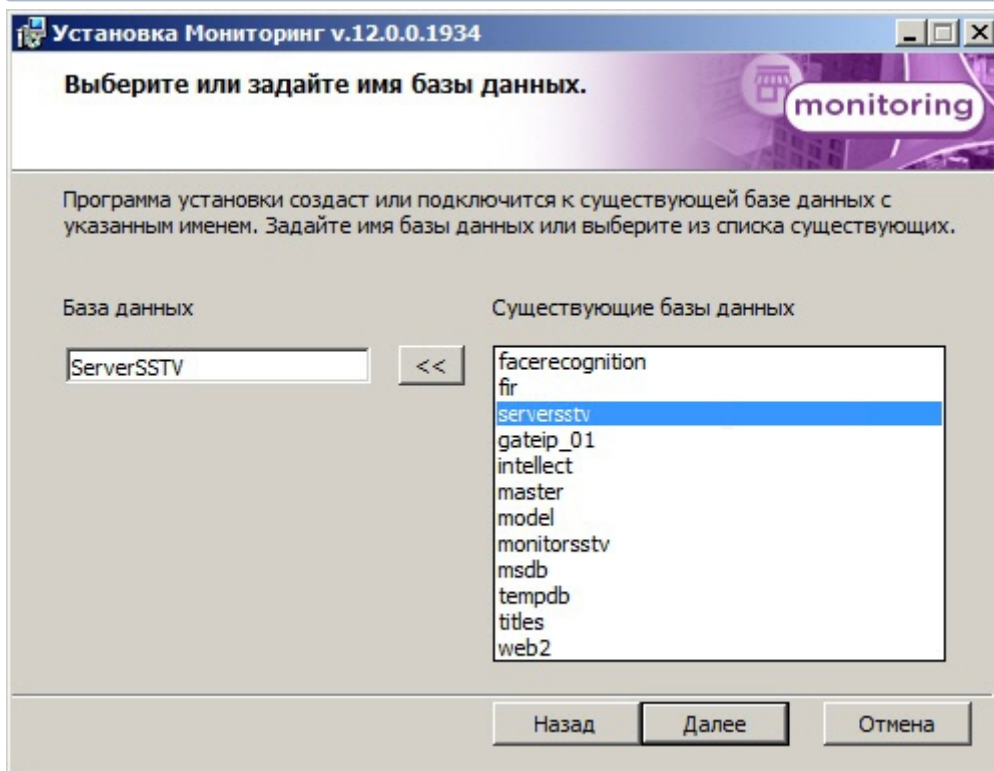 Установка Мониторинг v.12.0.0.1934
Выберите или задайте имя базы данных.
monitoring
Программа установки создаст или подключится к существующей базе данных с
указанным именем. Задайте имя базы данных или выберите из списка существующих.
База данных
Существующие базы данных
ServerSSTV
<<
facerecognition
fir
serversstv
gateip_01
intellect
master
model
monitorsstv
msdb
tempdb
titles
web2
Назад
Далее
Отмена